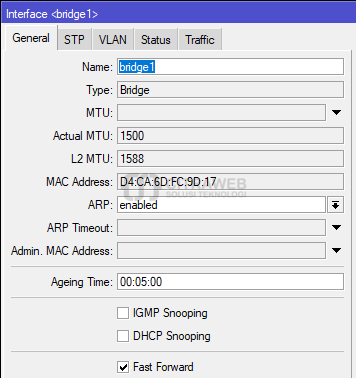 Interface <bridge1>
General STP VLAN Status Traffic
Name: bridge1
Type: Bridge
MTU:
Actual MTU: 1500
L2 MTU: 1588
MAC Address: D4:CA:6D:FC:9D:17
ARP: enabled
ARP Timeout:
Admin. MAC Address:
Ageing Time: 00:05:00
IGMP Snooping
DHCP Snooping
Fast Forward